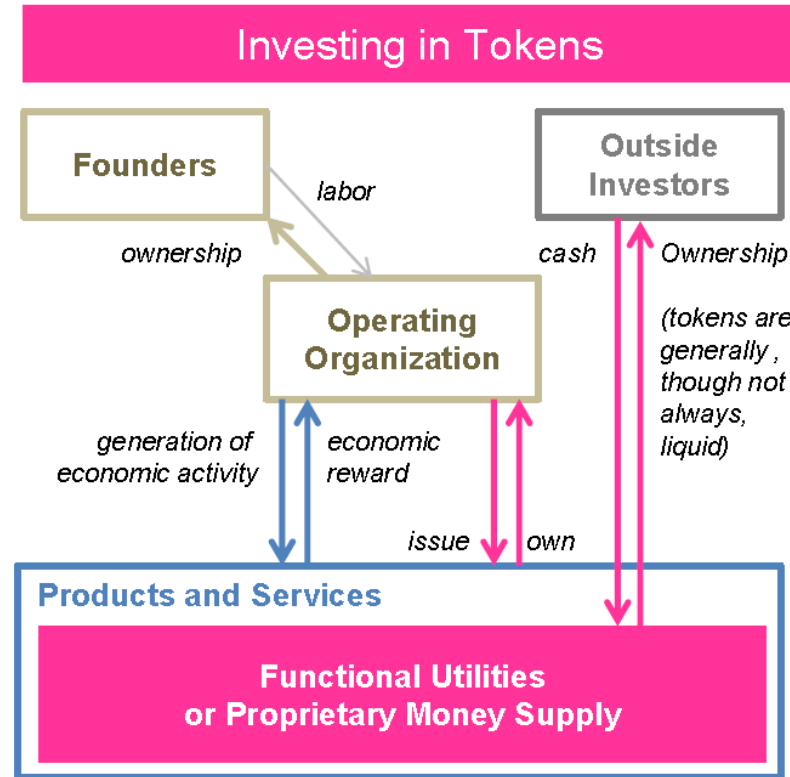 Investing in Tokens
Founders
Outside
Investors
labor
ownership
cash
Ownership
(tokens are
generally ,
though not
always,
liquid)
Operating
Organization
generation of
economic activity
economic
reward
issue
own
Products and Services
Functional Utilities
or Proprietary Money Supply